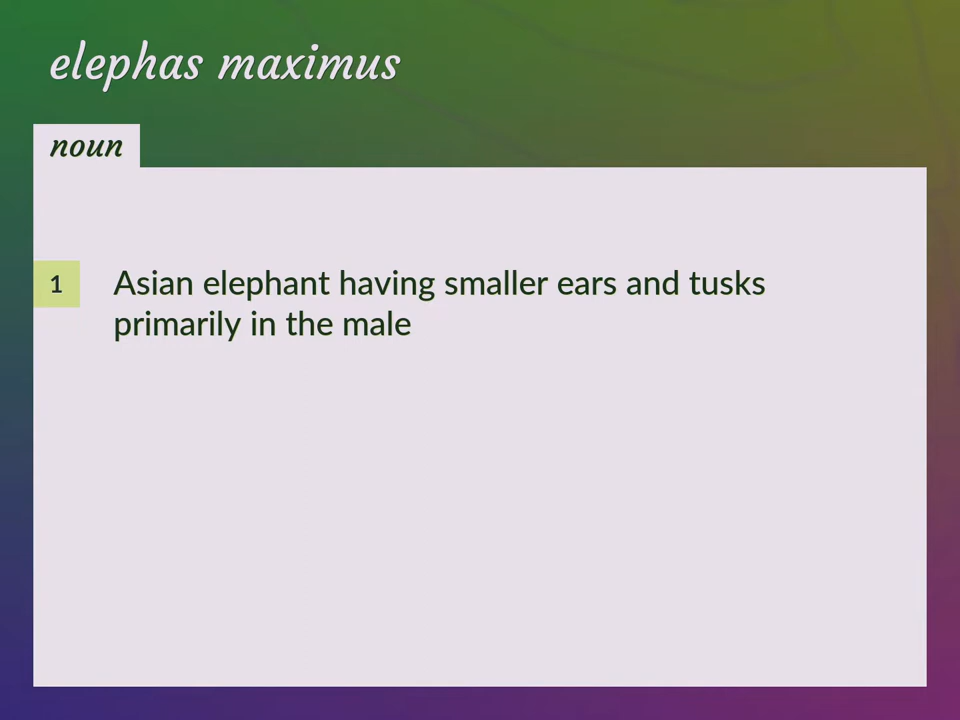 elephas maximus
noun
1 Asian elephant having smaller ears and tusks
primarily in the male